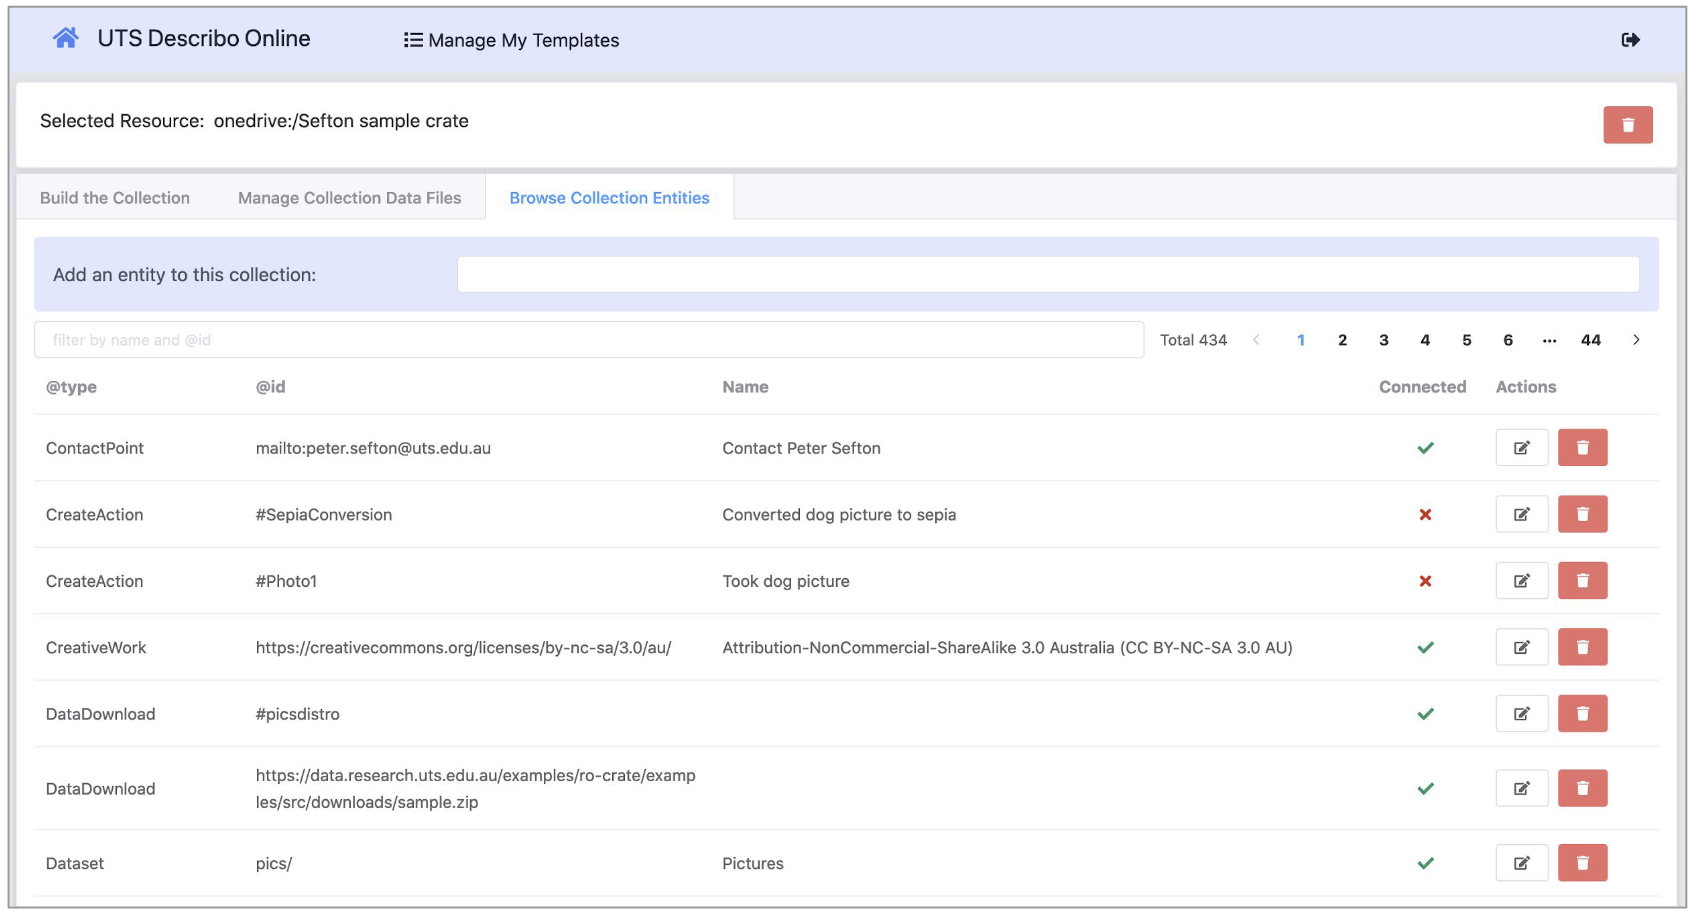 UTS Describo Online Manage My Templates
Selected Resource: onedrive:/Sefton sample crate
Build the Collection Manage Collection Data Files Browse Collection Entities
Add an entity to this collection:
filter by name and @id Total 434 1 2 3 4 5 6 ... 44
@type @id Name Connected Actions
ContactPoint mailto:peter.sefton@uts.edu.au Contact Peter Sefton
CreateAction #SepiaConversion Converted dog picture to sepia
CreateAction #Photo1 Took dog picture
CreativeWork https://creativecommons.org/licenses/by-nc-sa/3.0/au/ Attribution-NonCommercial-ShareAlike 3.0 Australia (CC BY-NC-SA 3.0 AU)
DataDownload #picsdistro
DataDownload https://data.research.uts.edu.au/examples/ro-crate/examp
les/src/downloads/sample.zip
Dataset pics/ Pictures